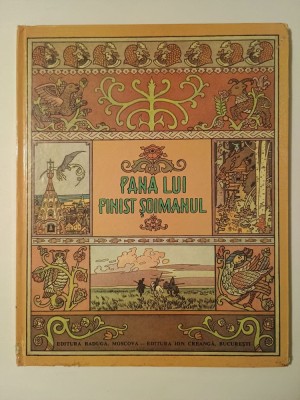 PANA LUI
FINIST ŞOIMANUL
EDITURA RADUGA, MOSCOVA – EDITURA ION CREANGĂ, BUCUREŞTI